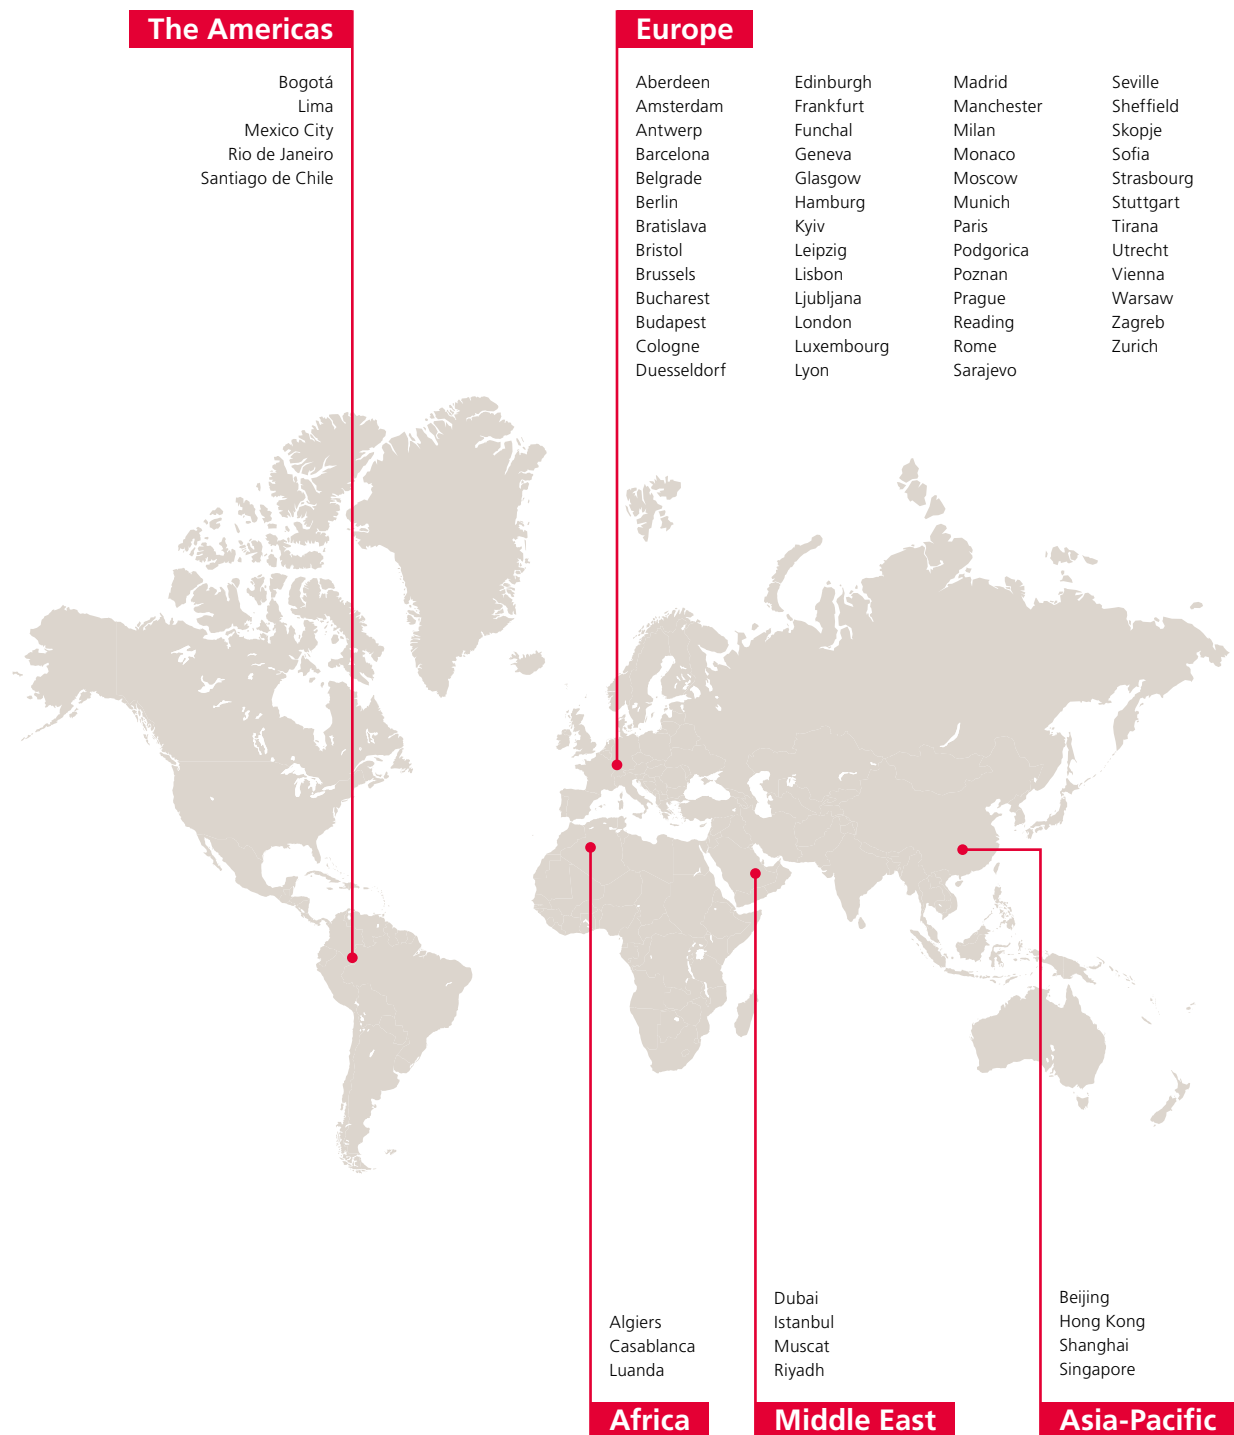 The Americas
Bogotá
Lima
Mexico City
Rio de Janeiro
Santiago de Chile
Europe
Aberdeen
Amsterdam
Antwerp
Barcelona
Belgrade
Berlin
Bratislava
Bristol
Brussels
Bucharest
Budapest
Cologne
Duesseldorf
Edinburgh
Frankfurt
Funchal
Geneva
Glasgow
Hamburg
Kyiv
Leipzig
Lisbon
Ljubljana
London
Luxembourg
Lyon
Madrid
Manchester
Milan
Monaco
Moscow
Munich
Paris
Podgorica
Poznan
Prague
Reading
Rome
Sarajevo
Seville
Sheffield
Skopje
Sofia
Strasbourg
Stuttgart
Tirana
Utrecht
Vienna
Warsaw
Zagreb
Zurich
Algiers
Casablanca
Luanda
Africa
Dubai
Istanbul
Muscat
Riyadh
Middle East
Beijing
Hong Kong
Shanghai
Singapore
Asia-Pacific